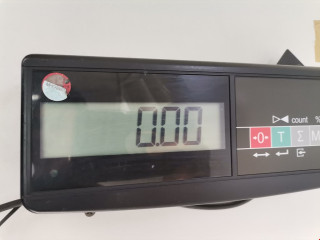 0.00
count %
→0← T Σ M